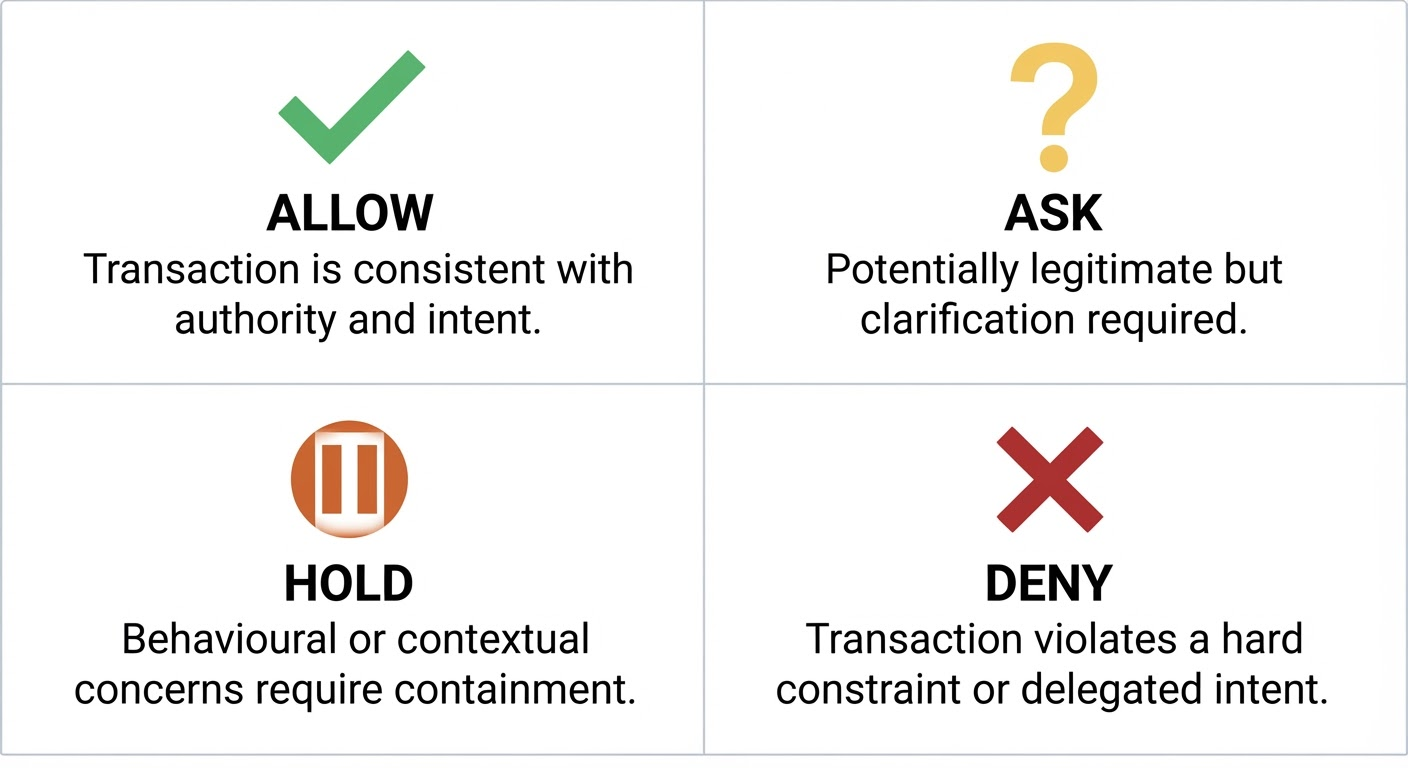 ALLOW
Transaction is consistent with
authority and intent.
ASK
Potentially legitimate but
clarification required.
HOLD
Behavioural or contextual
concerns require containment.
DENY
Transaction violates a hard
constraint or delegated intent.